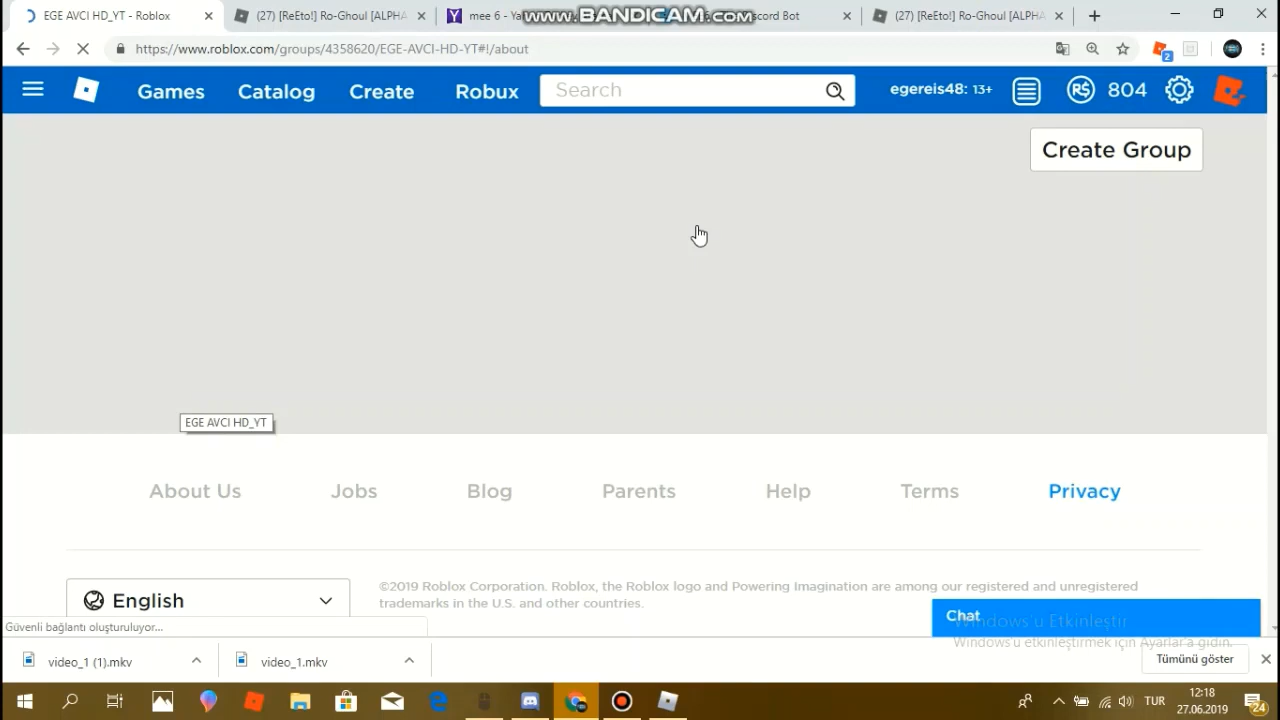 EGE AVCI HD_YT - Roblox
(27) [ReEto!] Ro-Ghoul [ALPHA
mee 6 - Ya
www.BANDICAM.com
scord Bot
(27) [ReEto!] Ro-Ghoul [ALPHA
https://www.roblox.com/groups/4358620/EGE-AVCI-HD-YT#!/about
2
Games
Catalog
Create
Robux
Search
egereis48: 13+
R$
804
Create Group
EGE AVCI HD_YT
About Us
Jobs
Blog
Parents
Help
Terms
Privacy
English
©2019 Roblox Corporation. Roblox, the Roblox logo and Powering Imagination are among our registered and unregistered
trademarks in the U.S. and other countries.
Chat
Windows'u Etkinleştir
Windows'u etkinleştirmek için Ayarlar'a gidin.
Güvenli bağlantı oluşturuluyor...
video_1 (1).mkv
video_1.mkv
Tümünü göster
TUR
12:18
27.06.2019
24